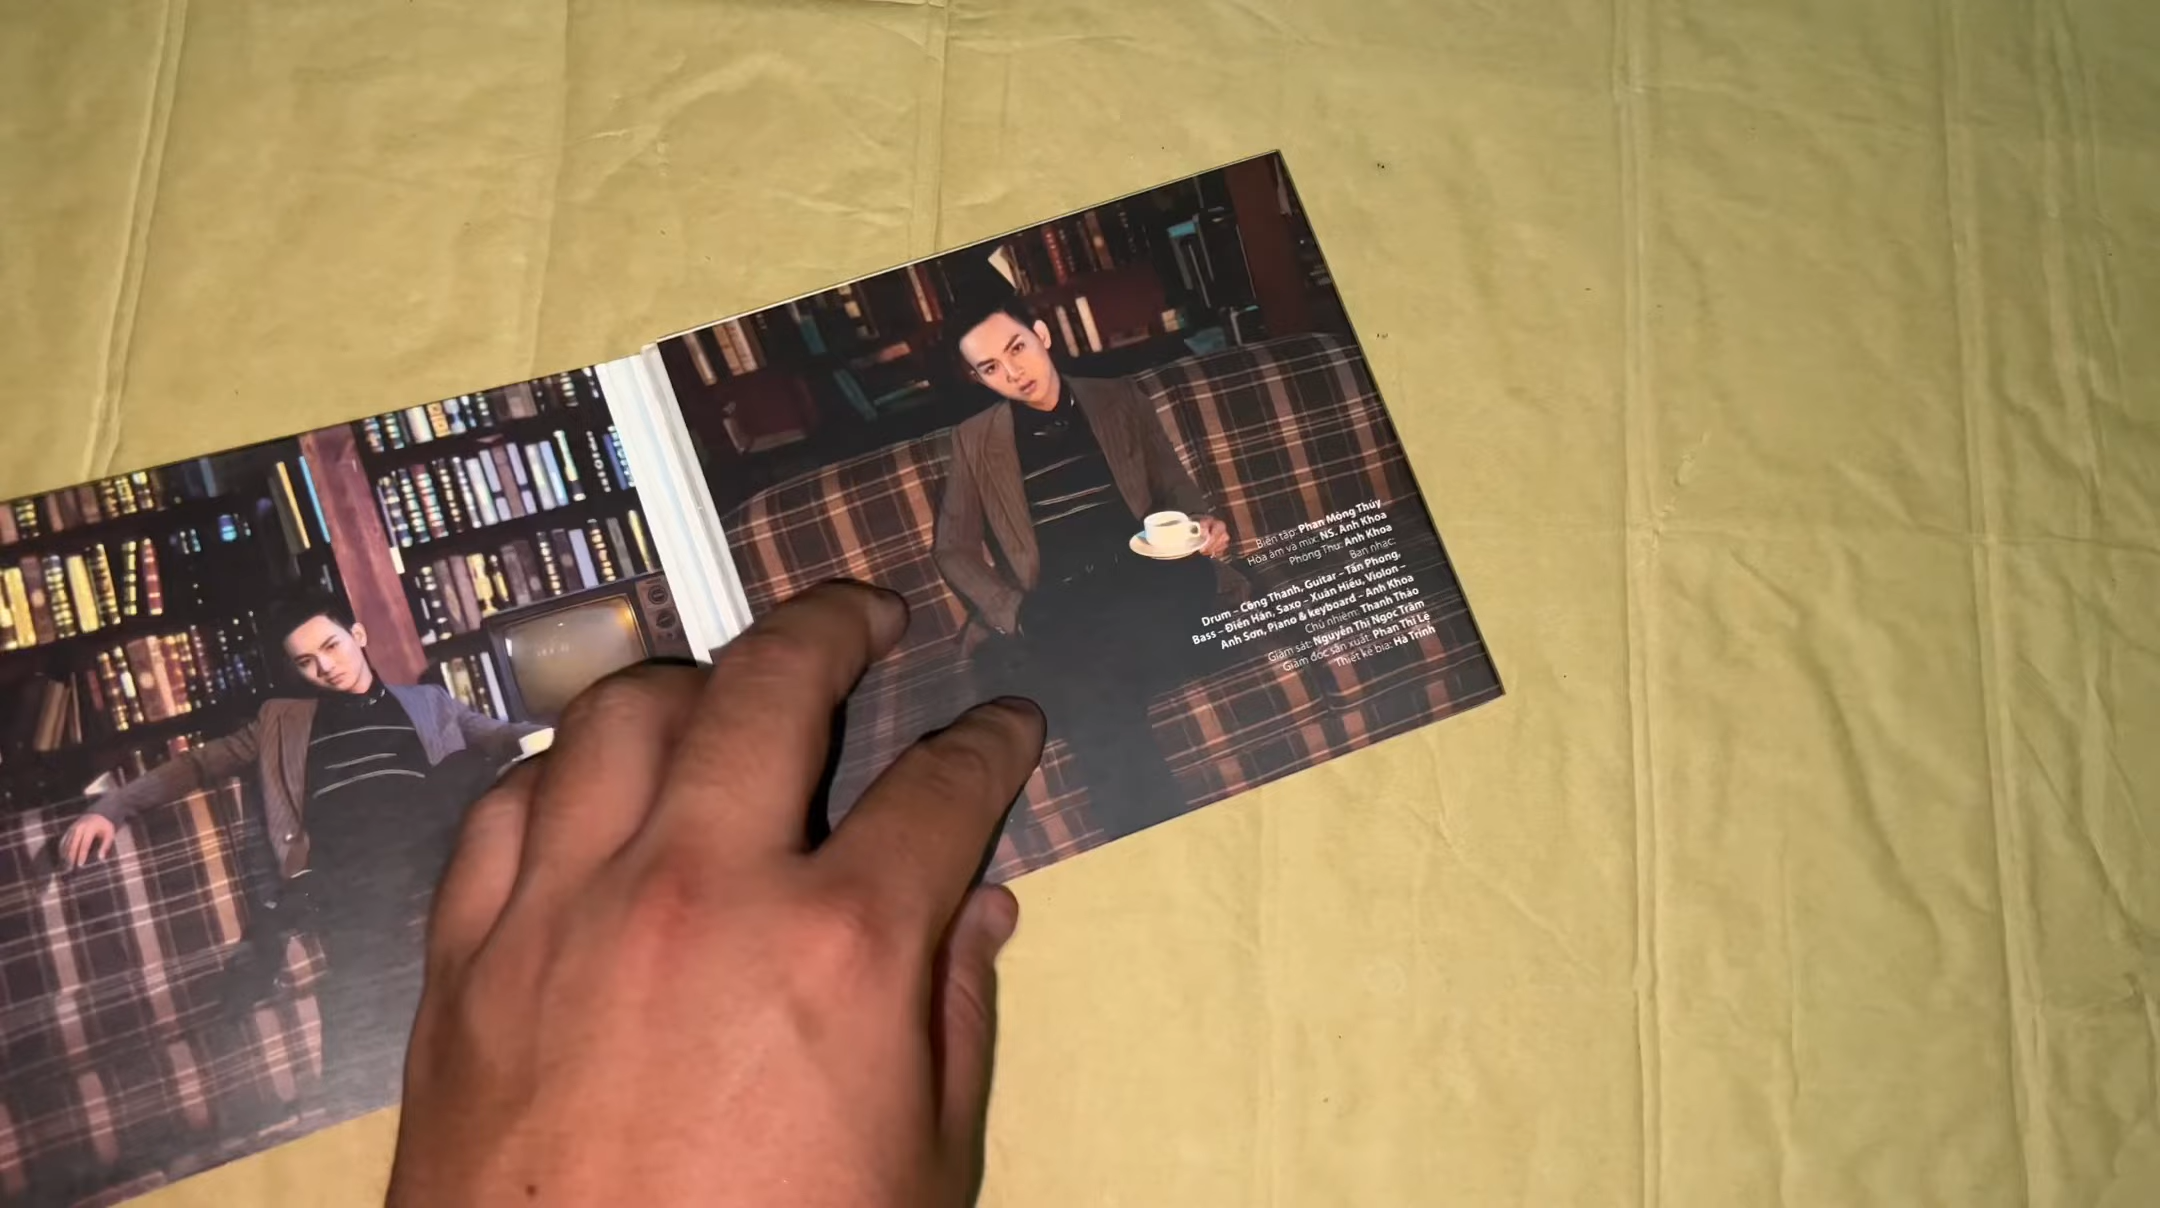 Biên tập: Phan Mộng Thúy
Hòa âm và mix: NS. Anh Khoa
Phòng Thu: Anh Khoa
Ban nhạc:
Drum – Công Thanh, Guitar – Tấn Phong,
Bass – Điền Hân, Saxo – Xuân Hiếu, Violon –
Anh Sơn, Piano & keyboard – Anh Khoa
Chủ nhiệm: Thanh Thảo
Giám sát: Nguyễn Thị Ngọc Trâm
Giám đốc sản xuất: Phan Thị Lệ
Thiết kế bìa: Hà Trinh